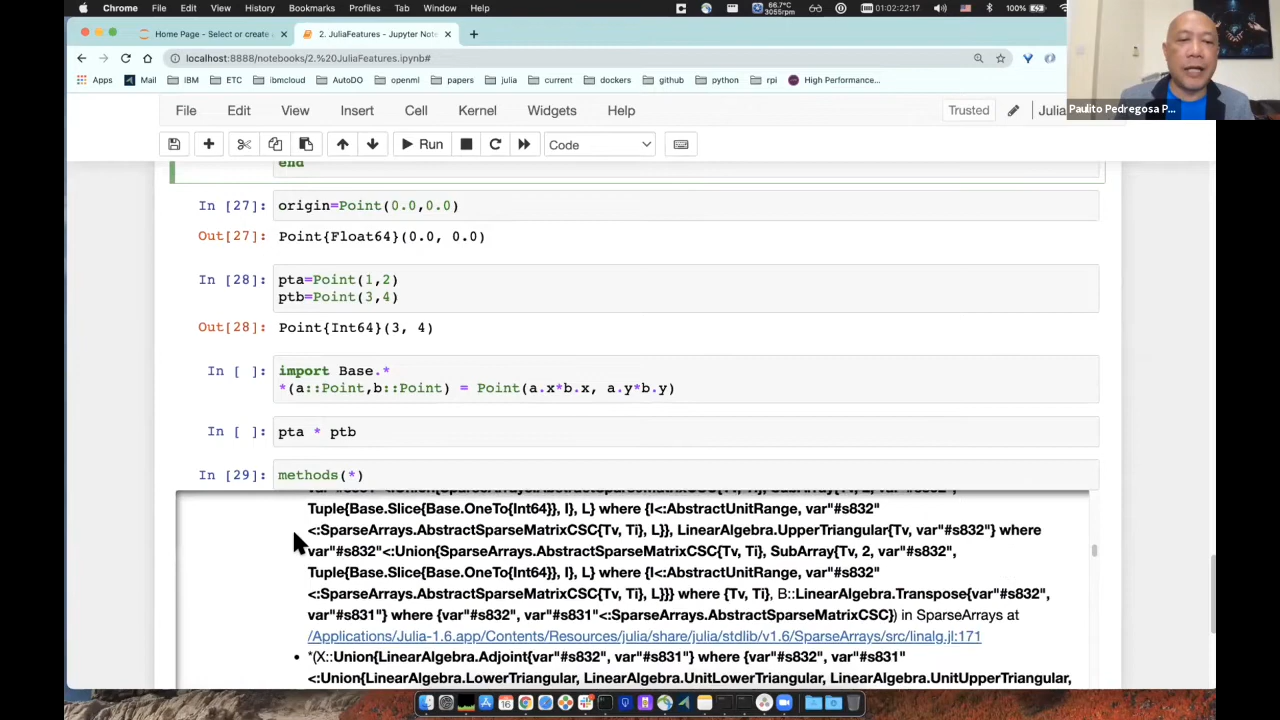 Chrome File Edit View History Bookmarks Profiles Tab Window Help 66.7°C 3055rpm 01:02:22:17 100%
Home Page - Select or create a
2. JuliaFeatures - Jupyter Note
localhost:8888/notebooks/2.%20JuliaFeatures.ipynb#
Apps Mail IBM ETC ibmcloud AutoDO openml papers julia current dockers github python rpi High Performance...
Paulito Pedregosa P...
File Edit View Insert Cell Kernel Widgets Help Trusted Julia
Run Code
end
In [27]: origin=Point(0.0,0.0)
Out[27]: Point{Float64}(0.0, 0.0)
In [28]: pta=Point(1,2)
ptb=Point(3,4)
Out[28]: Point{Int64}(3, 4)
In [ ]: import Base.*
*(a::Point,b::Point) = Point(a.x*b.x, a.y*b.y)
In [ ]: pta * ptb
In [29]: methods(*)
Tuple{Base.Slice{Base.OneTo{Int64}}, I}, L} where {I<:AbstractUnitRange, var"#s832"
<:SparseArrays.AbstractSparseMatrixCSC{Tv, Ti}, L}}, LinearAlgebra.UpperTriangular{Tv, var"#s832"} where
var"#s832"<:Union{SparseArrays.AbstractSparseMatrixCSC{Tv, Ti}, SubArray{Tv, 2, var"#s832",
Tuple{Base.Slice{Base.OneTo{Int64}}, I}, L} where {I<:AbstractUnitRange, var"#s832"
<:SparseArrays.AbstractSparseMatrixCSC{Tv, Ti}, L}}} where {Tv, Ti}, B::LinearAlgebra.Transpose{var"#s832",
var"#s831"} where {var"#s832", var"#s831"<:SparseArrays.AbstractSparseMatrixCSC}) in SparseArrays at
/Applications/Julia-1.6.app/Contents/Resources/julia/share/julia/stdlib/v1.6/SparseArrays/src/linalg.jl:171
• *(X::Union{LinearAlgebra.Adjoint{var"#s832", var"#s831"} where {var"#s832", var"#s831"
<:Union{LinearAlgebra.LowerTriangular, LinearAlgebra.UnitLowerTriangular, LinearAlgebra.UnitUpperTriangular,